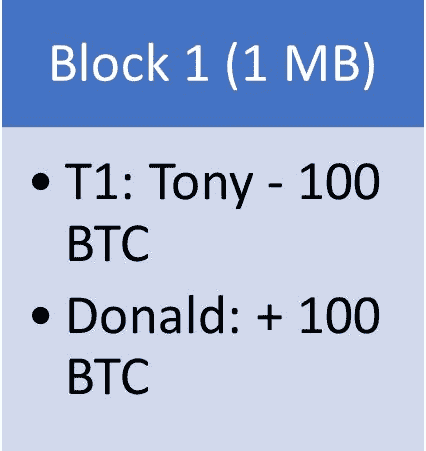 Block 1 (1 MB)
• T1: Tony - 100
BTC
• Donald: + 100
BTC